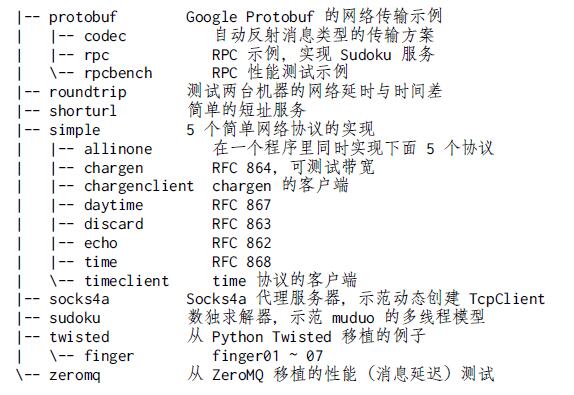 |-- protobuf Google Protobuf 的网络传输示例
| |-- codec 自动反射消息类型的传输方案
| |-- rpc RPC 示例, 实现 Sudoku 服务
| \-- rpcbench RPC 性能测试示例
|-- roundtrip 测试两台机器的网络延时与时间差
|-- shorturl 简单的短址服务
|-- simple 5 个简单网络协议的实现
| |-- allinone 在一个程序里同时实现下面 5 个协议
| |-- chargen RFC 864, 可测试带宽
| |-- chargenclient chargen 的客户端
| |-- daytime RFC 867
| |-- discard RFC 863
| |-- echo RFC 862
| |-- time RFC 868
| \-- timeclient time 协议的客户端
|-- socks4a Socks4a 代理服务器, 示范动态创建 TcpClient
|-- sudoku 数独求解器, 示范 muduo 的多线程模型
|-- twisted 从 Python Twisted 移植的例子
| \-- finger finger01 ~ 07
\-- zeromq 从 ZeroMQ 移植的性能（消息延迟）测试